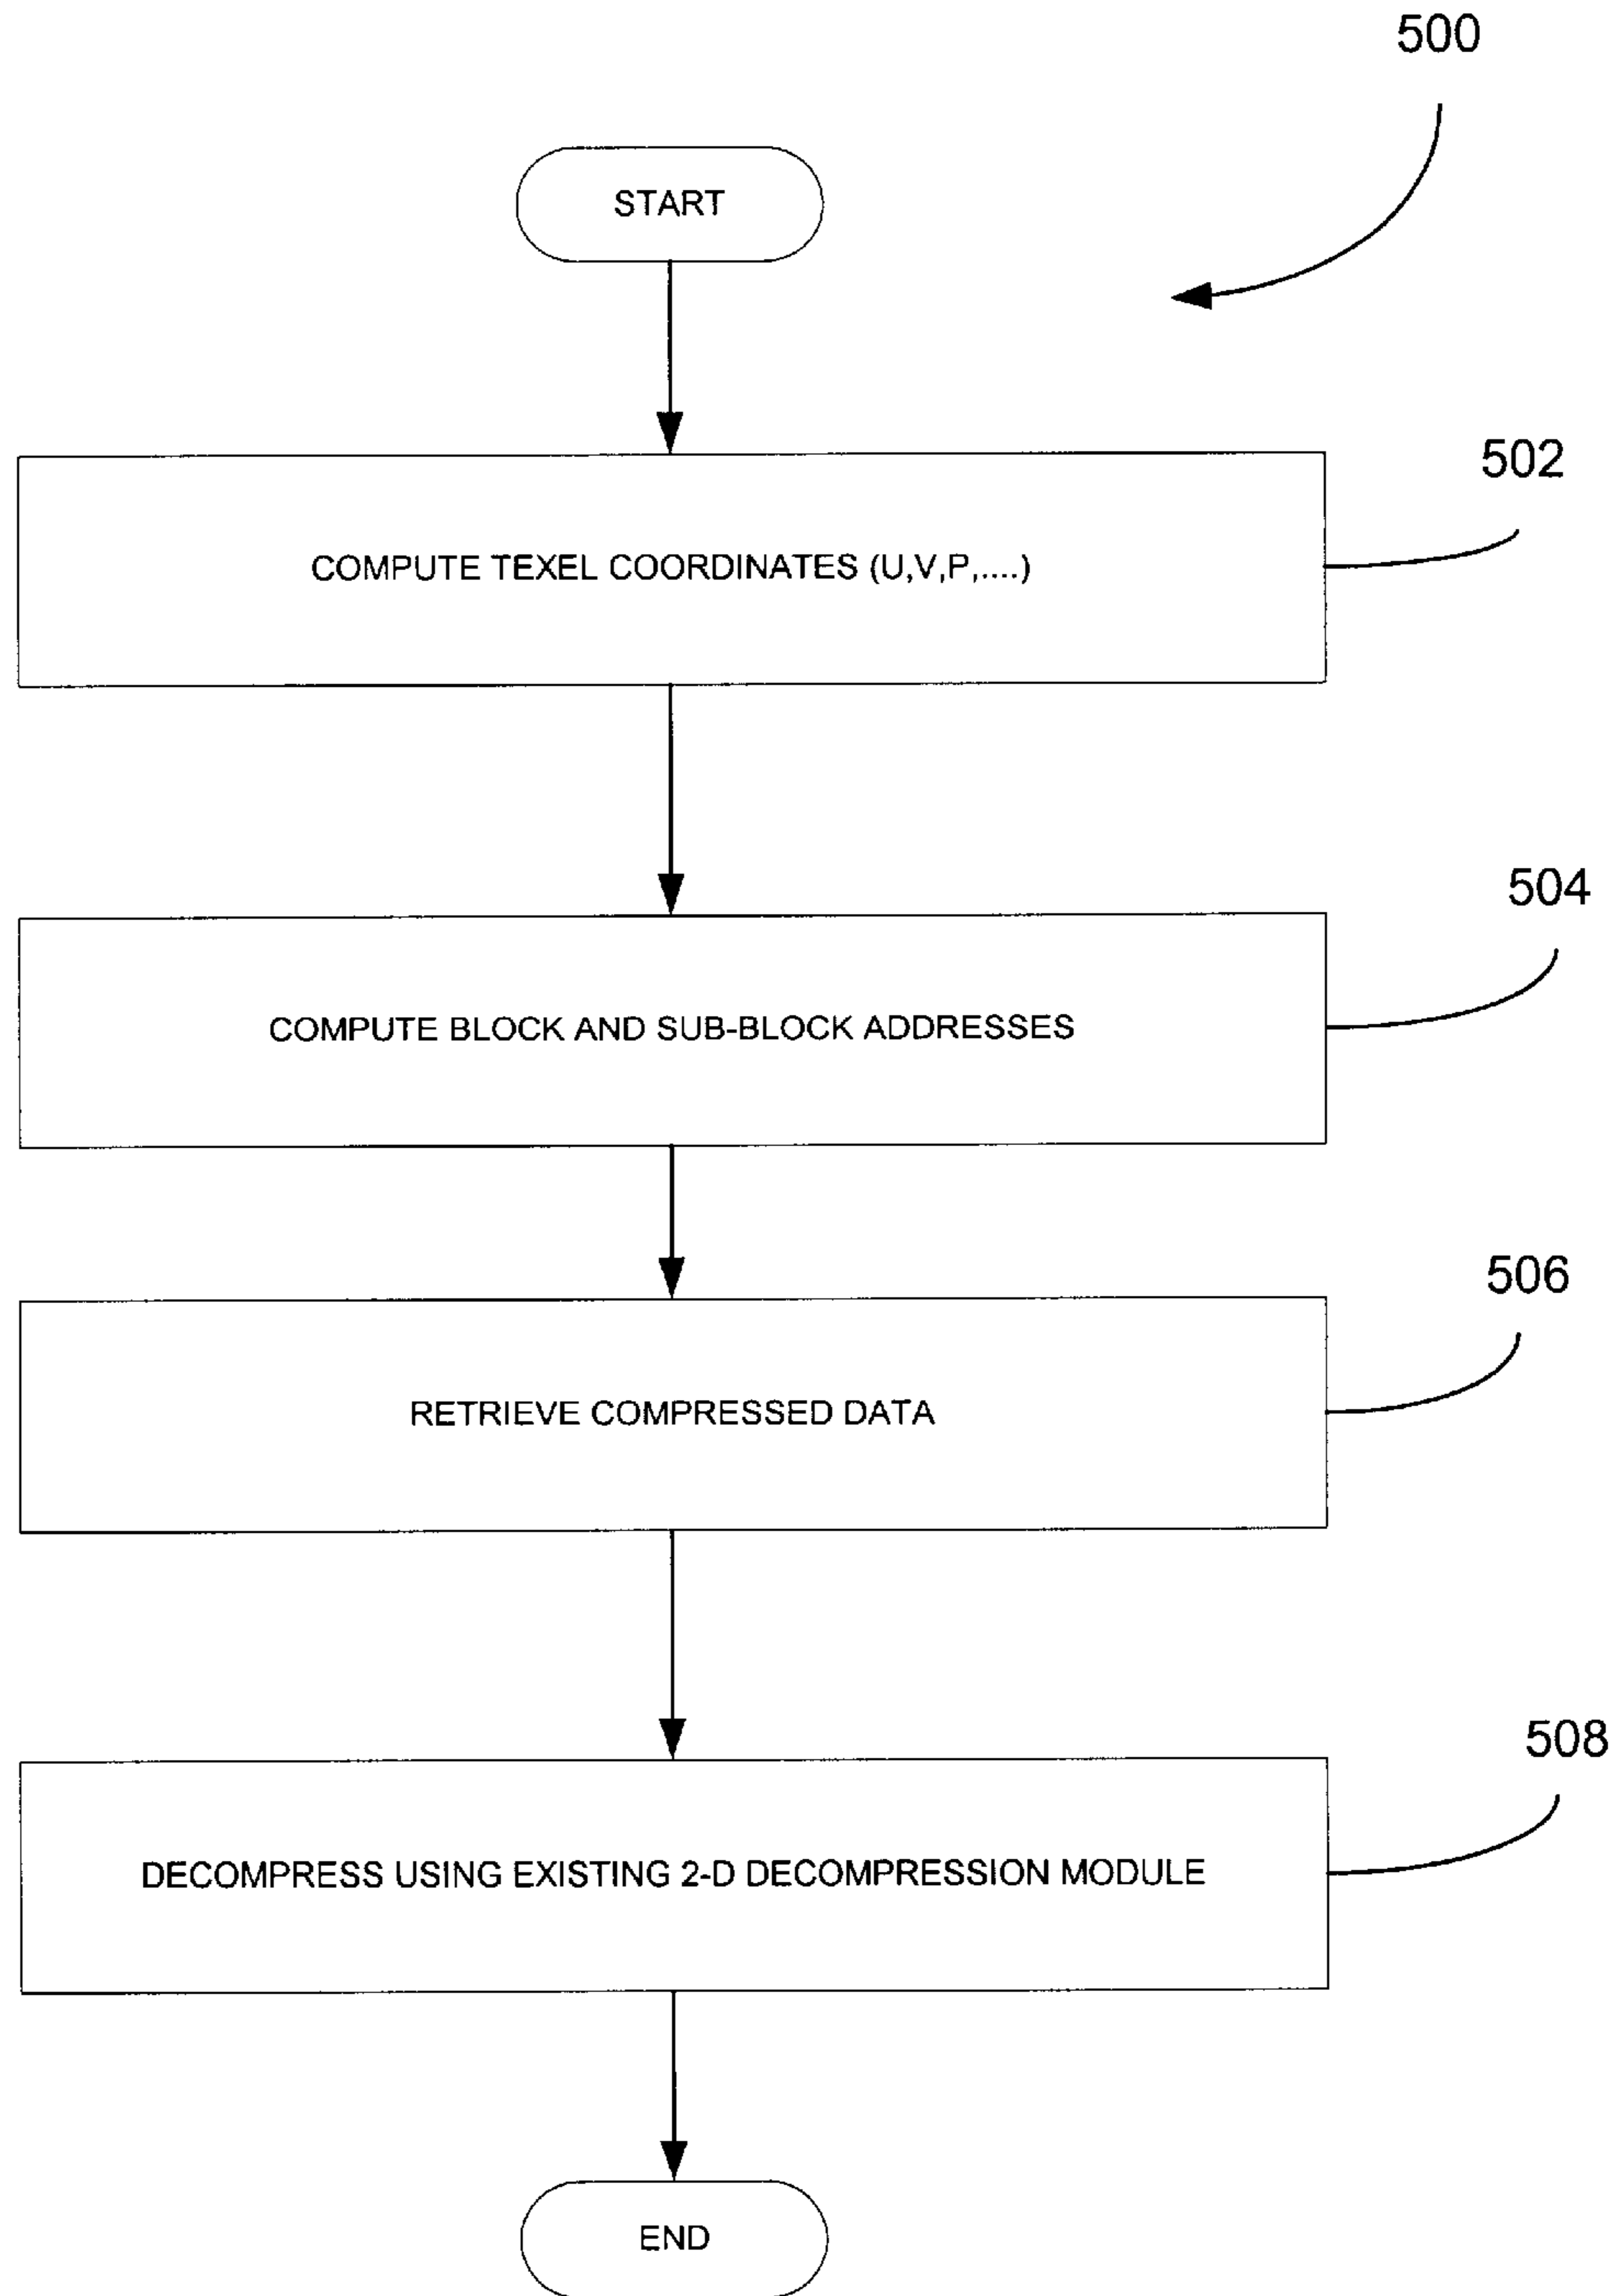 500
START
502
COMPUTE TEXEL COORDINATES (U,V,P,....)
504
COMPUTE BLOCK AND SUB-BLOCK ADDRESSES
506
RETRIEVE COMPRESSED DATA
508
DECOMPRESS USING EXISTING 2-D DECOMPRESSION MODULE
END